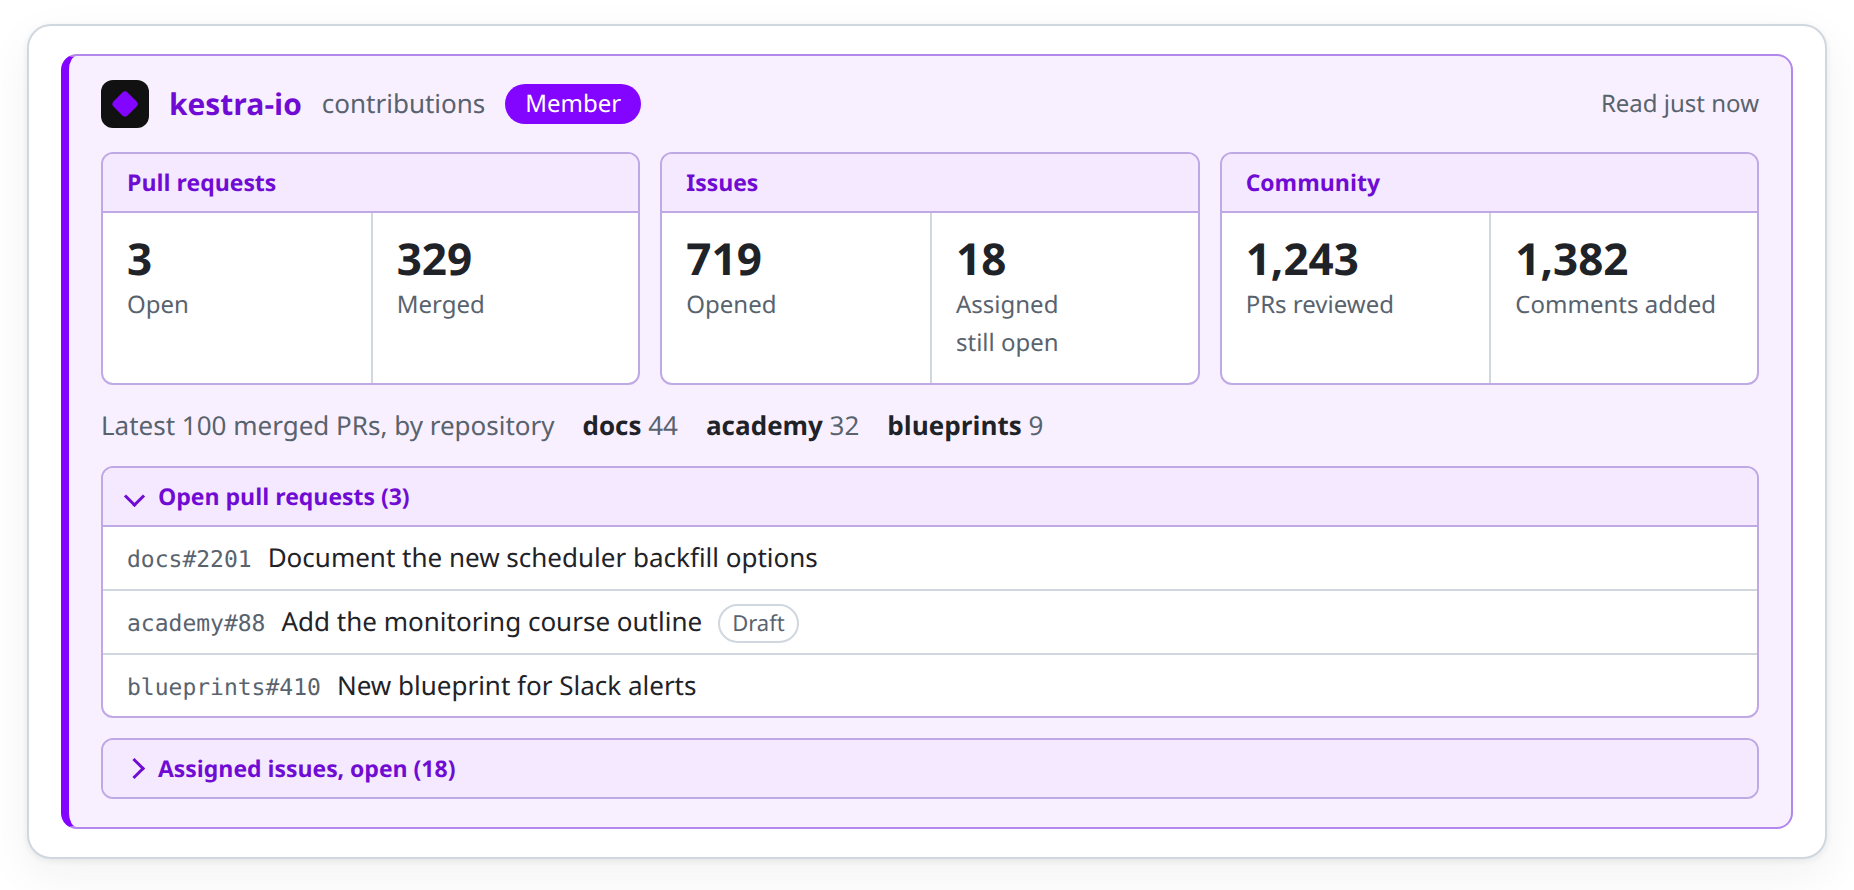 kestra-io contributions Member Read just now
Pull requests
3
Open
329
Merged
Issues
719
Opened
18
Assigned
still open
Community
1,243
PRs reviewed
1,382
Comments added
Latest 100 merged PRs, by repository docs 44 academy 32 blueprints 9
Open pull requests (3)
docs#2201 Document the new scheduler backfill options
academy#88 Add the monitoring course outline Draft
blueprints#410 New blueprint for Slack alerts
Assigned issues, open (18)